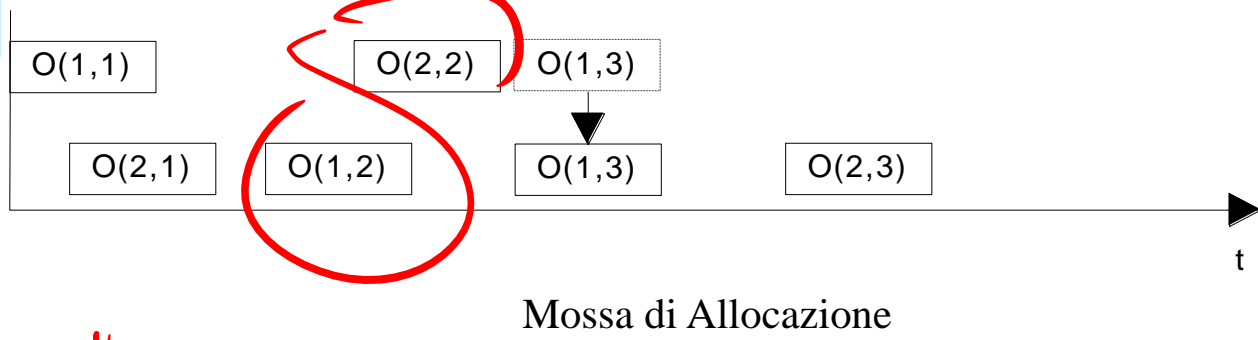 O(1,1) O(2,2) O(1,3)
O(2,1) O(1,2) O(1,3) O(2,3)
t
Mossa di Allocazione